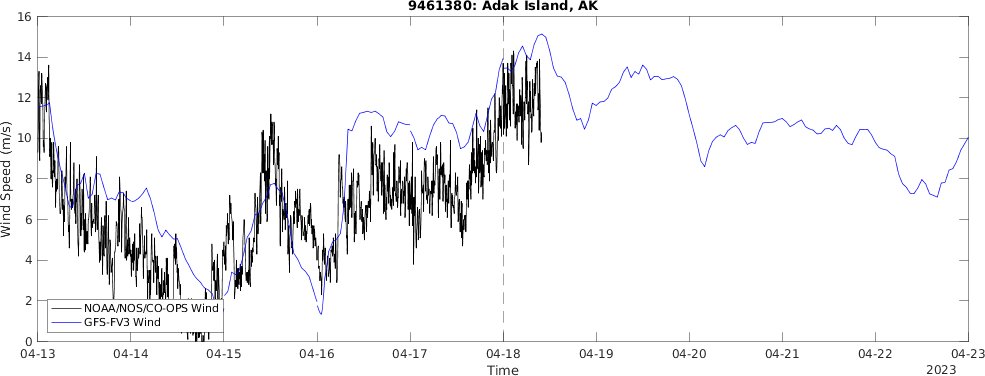 9461380: Adak Island, AK
16
14
12
10
8
6
4
2
0
Wind Speed (m/s)
NOAA/NOS/CO-OPS Wind
GFS-FV3 Wind
04-13 04-14 04-15 04-16 04-17 04-18 04-19 04-20 04-21 04-22 04-23
Time
2023